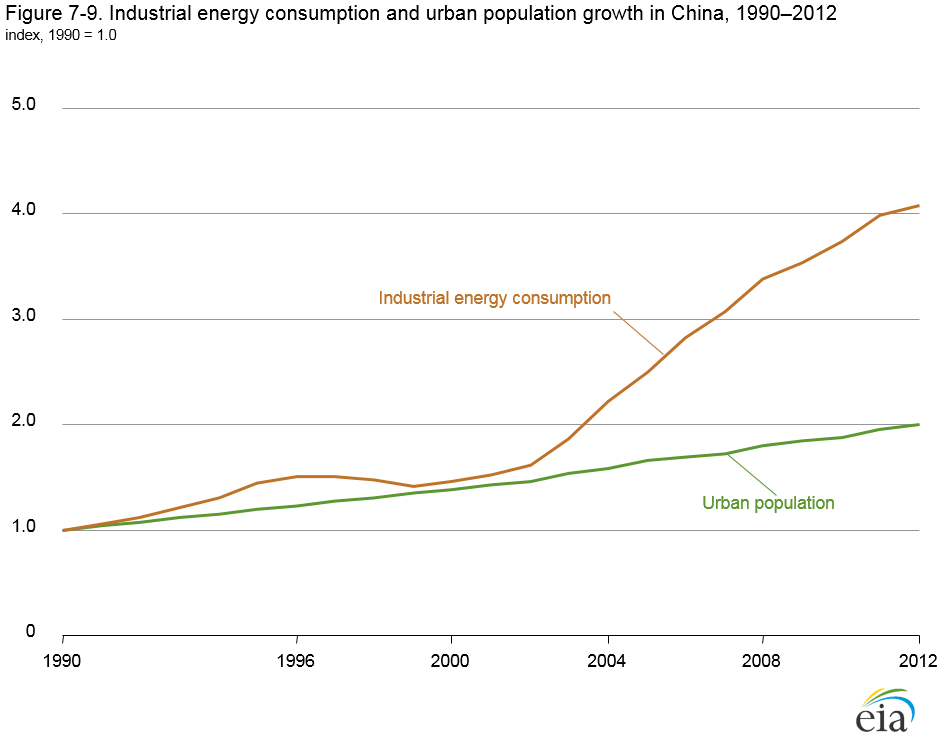 Figure 7-9. Industrial energy consumption and urban population growth in China, 1990–2012
index, 1990 = 1.0
5.0
4.0
Industrial energy consumption
3.0
2.0
Urban population
1.0
0
1990 1996 2000 2004 2008 2012
eia